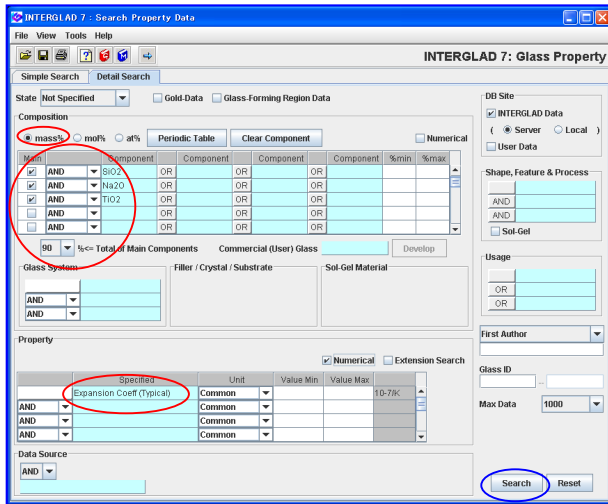 INTERGLAD 7 : Search Property Data
File View Tools Help
INTERGLAD 7: Glass Property
Simple Search Detail Search
State Not Specified Gold-Data Glass-Forming Region Data
Composition
mass% mol% at% Periodic Table Clear Component Numerical
Main Component Component Component Component %min %max
AND SiO2 OR OR OR
AND Na2O OR OR OR
AND TiO2 OR OR OR
AND OR OR OR
AND OR OR OR
90 %<= Total of Main Components Commercial (User) Glass Develop
Glass System Filler / Crystal / Substrate Sol-Gel Material
AND
AND
Property
Numerical Extension Search
Specified Unit Value Min Value Max
Expansion Coeff (Typical) Common 10-7/K
AND Common
AND Common
AND Common
Data Source
AND
DB Site
INTERGLAD Data
( Server Local )
User Data
Shape, Feature & Process
AND
AND
Sol-Gel
Usage
OR
OR
First Author
Glass ID
..
Max Data 1000
Search Reset